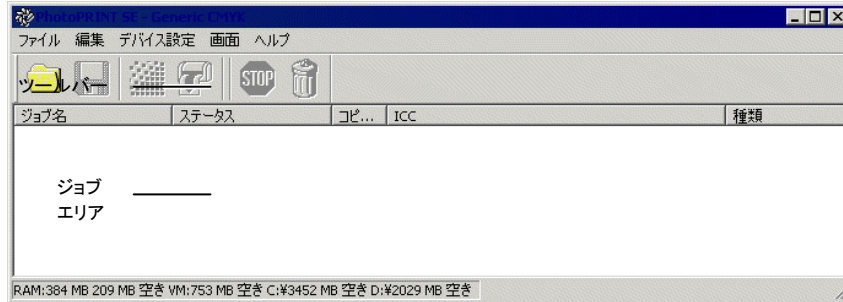 PhotoPRINT SE - Generic CMYK
ファイル 編集 デバイス設定 画面 ヘルプ
ツールバー
STOP
ジョブ名 ステータス コピ... ICC 種類
ジョブ
エリア
RAM:384 MB 209 MB 空き VM:753 MB 空き C:¥3452 MB 空き D:¥2029 MB 空き